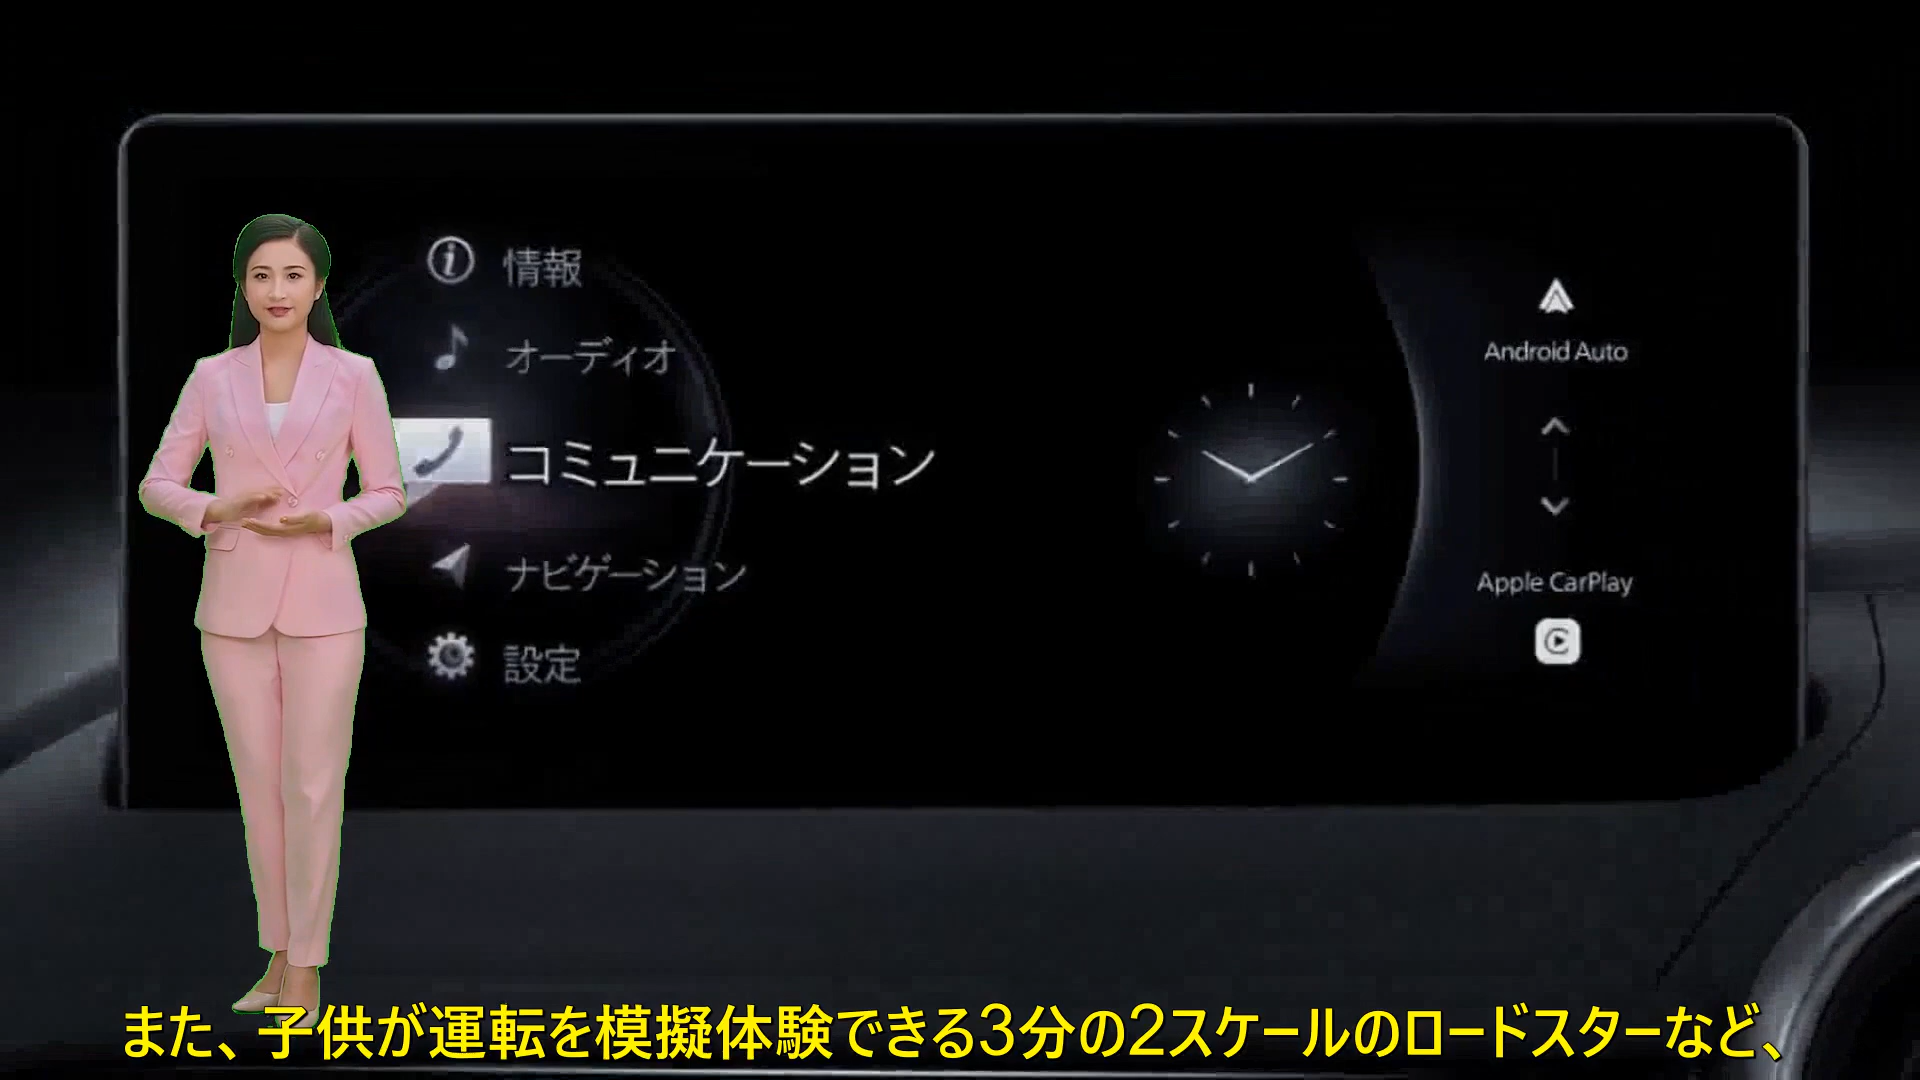 情報
オーディオ
コミュニケーション
ナビゲーション
設定
Android Auto
Apple CarPlay
また、子供が運転を模擬体験できる3分の2スケールのロードスターなど、